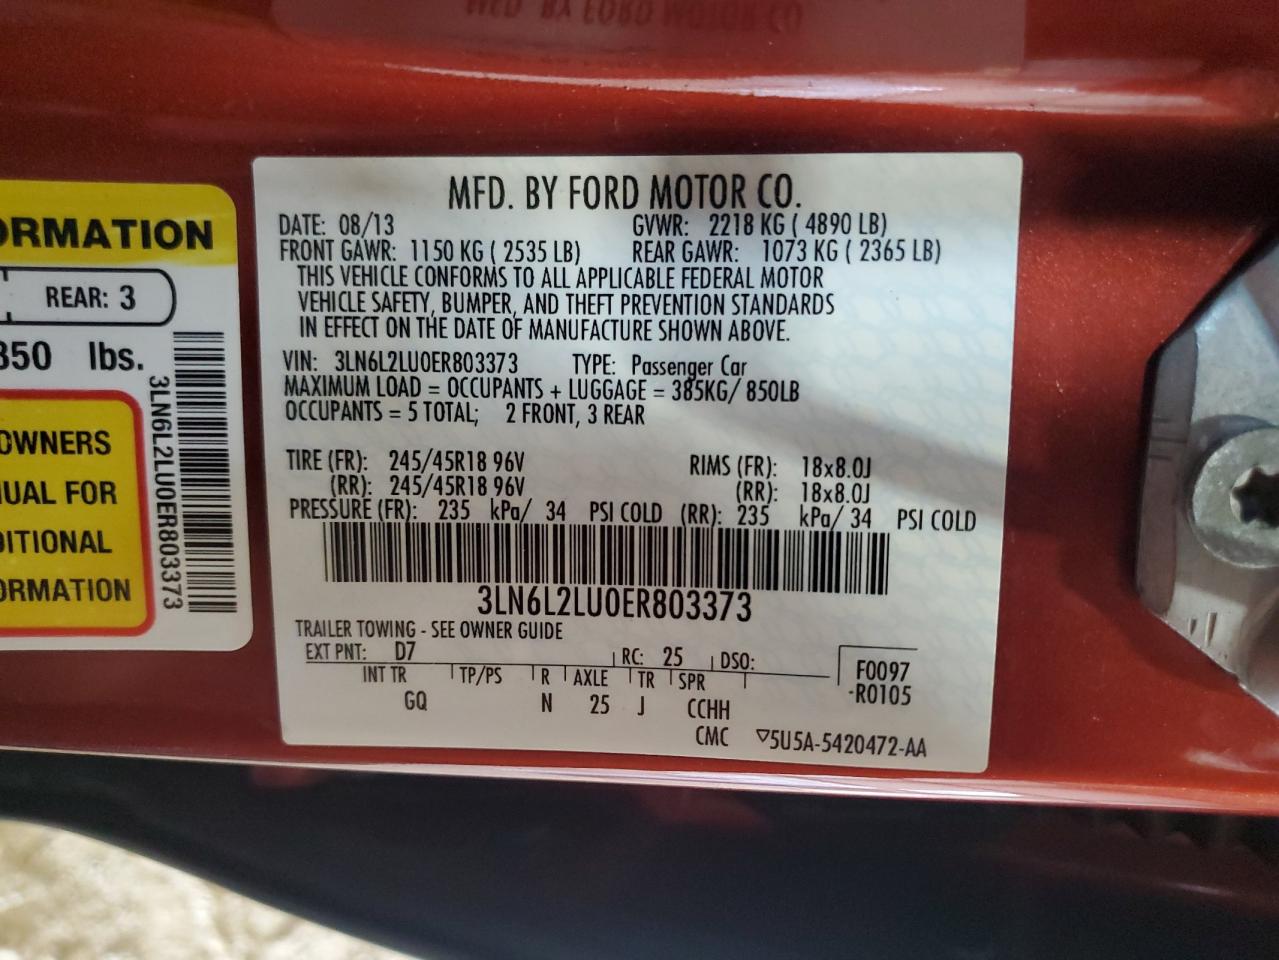 MFD. BY FORD MOTOR CO
MFD. BY FORD MOTOR CO.
DATE: 08/13 GVWR: 2218 KG ( 4890 LB)
FRONT GAWR: 1150 KG ( 2535 LB) REAR GAWR: 1073 KG ( 2365 LB)
THIS VEHICLE CONFORMS TO ALL APPLICABLE FEDERAL MOTOR
VEHICLE SAFETY, BUMPER, AND THEFT PREVENTION STANDARDS
IN EFFECT ON THE DATE OF MANUFACTURE SHOWN ABOVE.
VIN: 3LN6L2LU0ER803373 TYPE: Passenger Car
MAXIMUM LOAD = OCCUPANTS + LUGGAGE = 385KG/ 850LB
OCCUPANTS = 5 TOTAL; 2 FRONT, 3 REAR
TIRE (FR): 245/45R18 96V RIMS (FR): 18x8.0J
(RR): 245/45R18 96V (RR): 18x8.0J
PRESSURE (FR): 235 kPa/ 34 PSI COLD (RR): 235 kPa/ 34 PSI COLD
3LN6L2LU0ER803373
TRAILER TOWING - SEE OWNER GUIDE
EXT PNT: D7 RC: 25 DSO: F0097
INT TR TP/PS R AXLE TR SPR -R0105
GQ N 25 J CCHH
CMC ▽5U5A-5420472-AA
ORMATION
REAR: 3
850 lbs.
3LN6L2LU0ER803373
OWNERS
NUAL FOR
DITIONAL
ORMATION